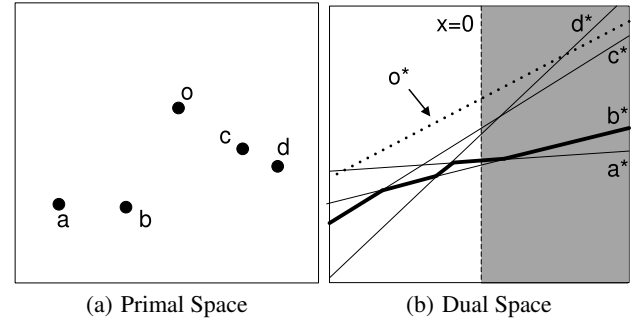 o
c
d
a
b
(a) Primal Space
x=0
d*
c*
o*
b*
a*
(b) Dual Space